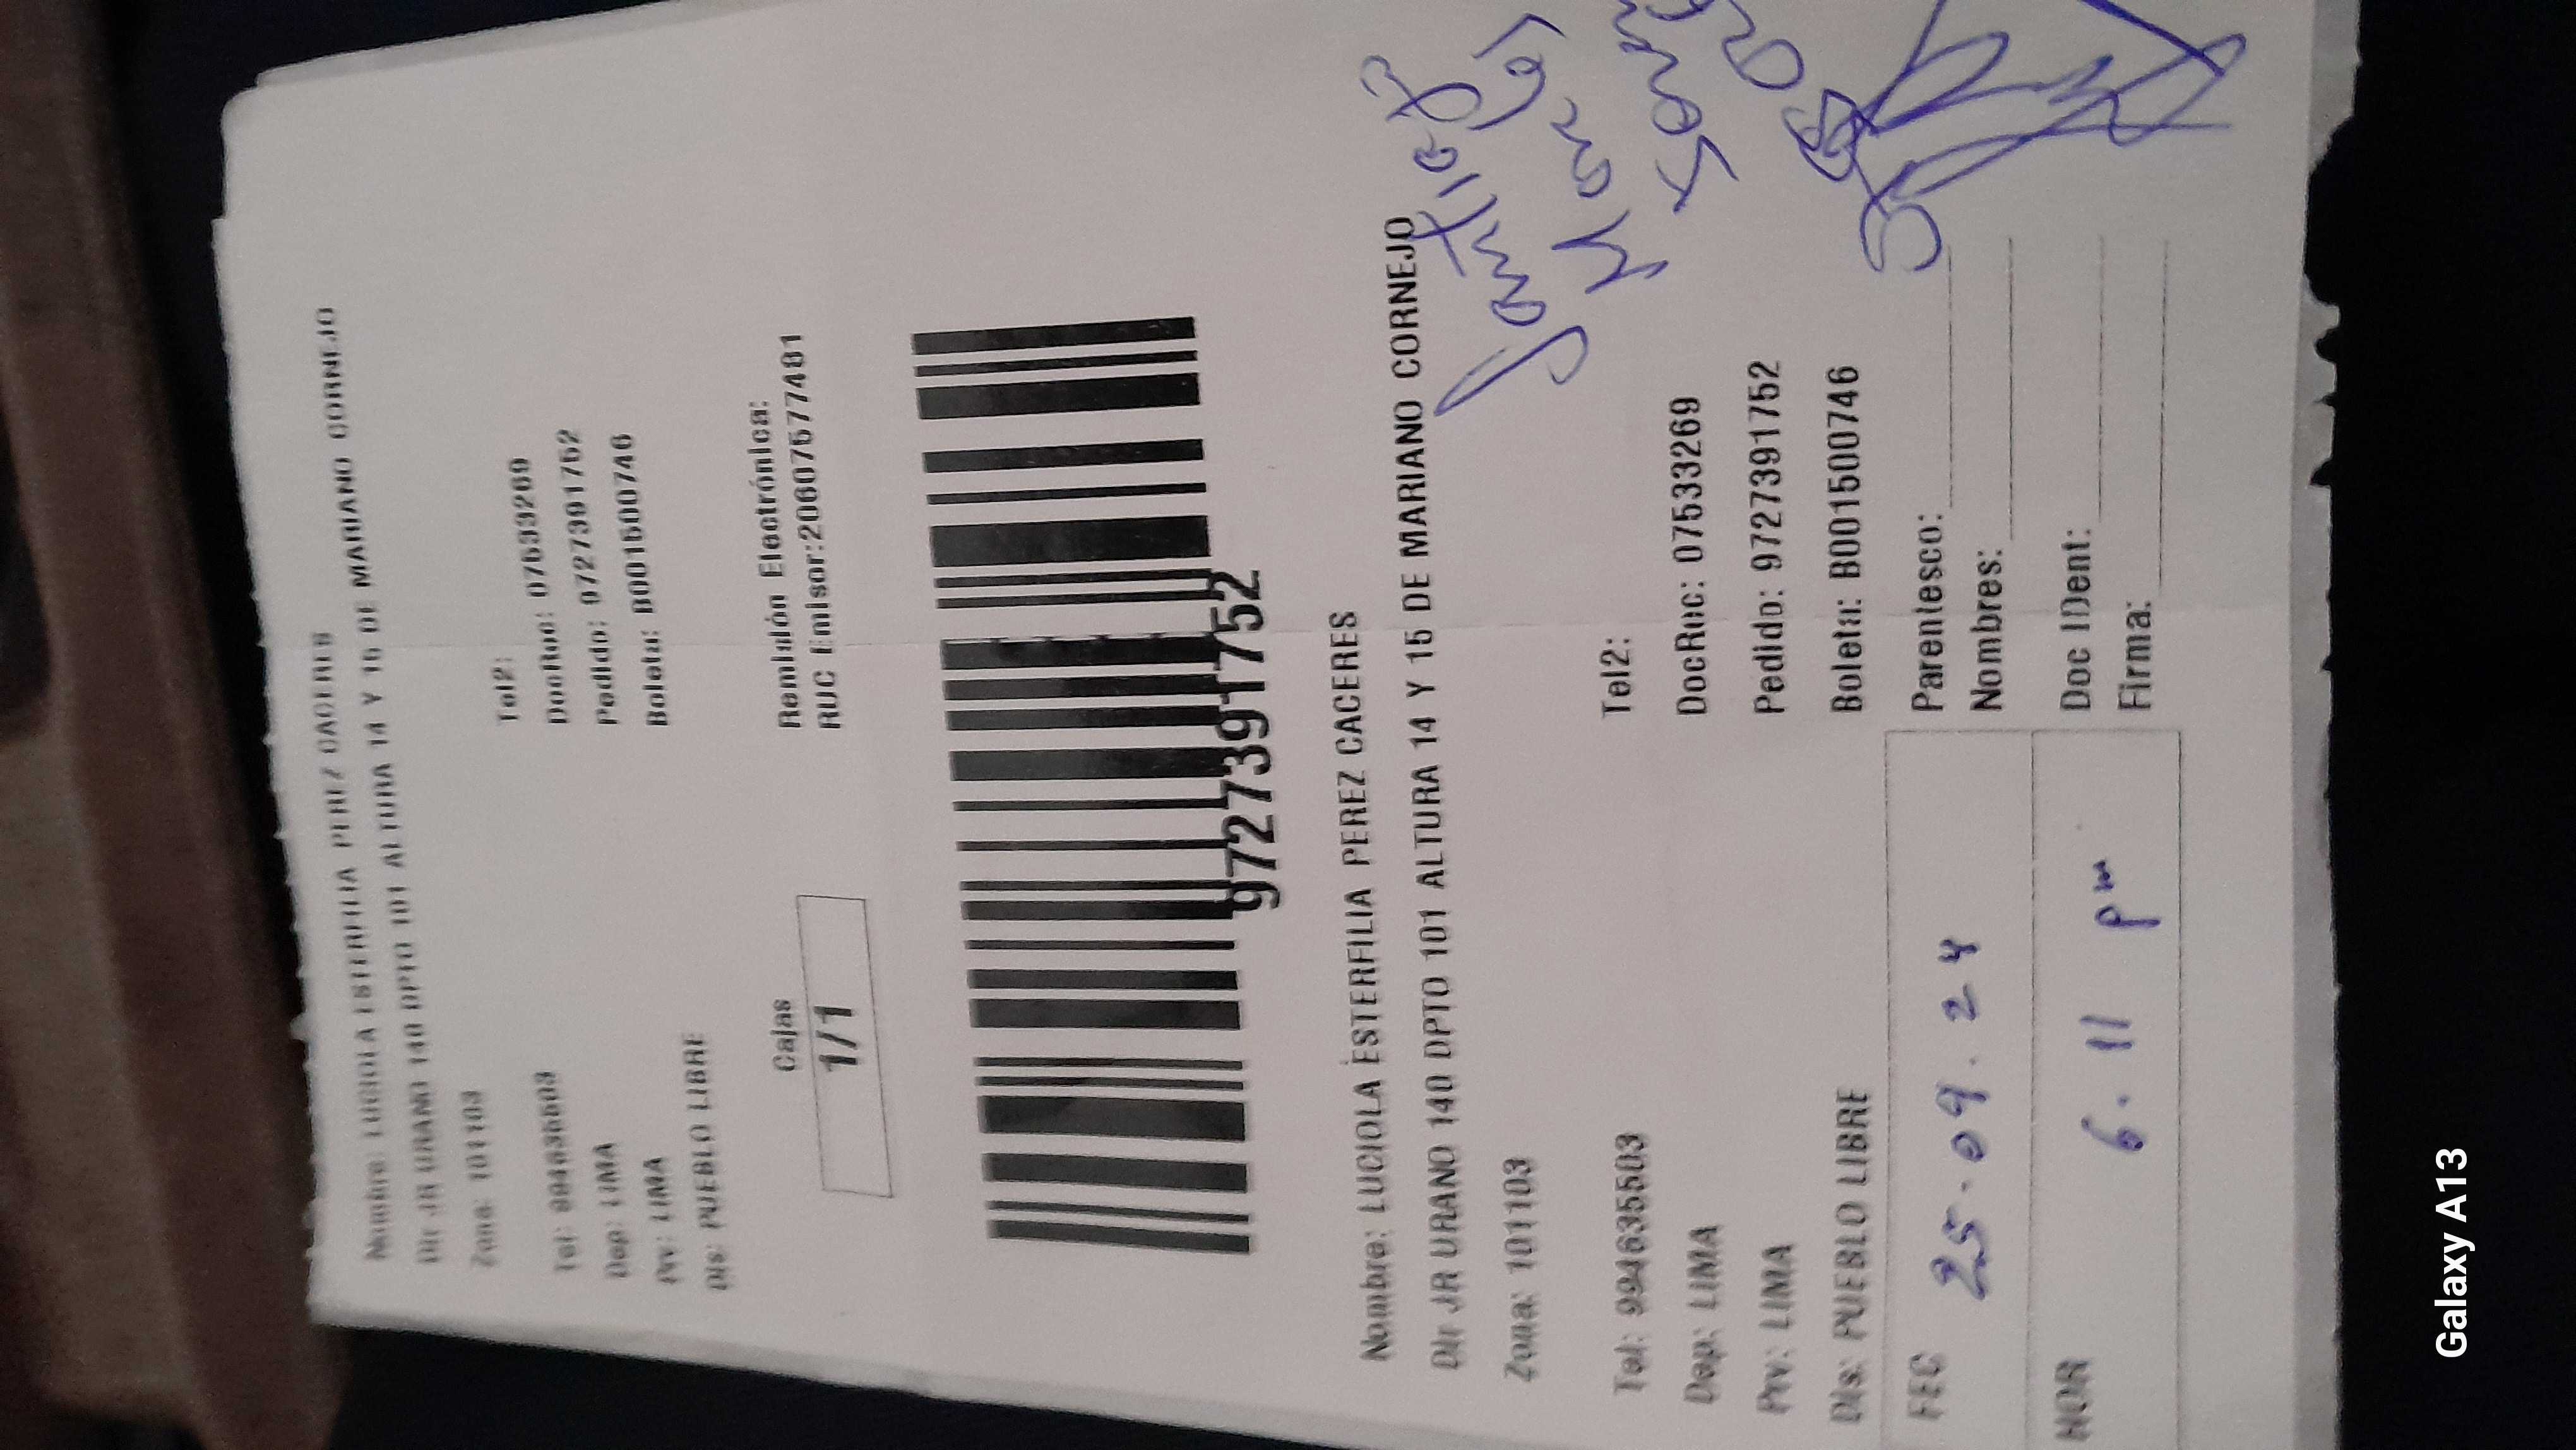 Nombre: LUCIOLA ESTERFILIA PEREZ CACERES
Dir JR URANO 140 DPTO 101 ALTURA 14 Y 15 DE MARIANO CORNEJO
Zona: 101103
Tel: 994635503 Tel2:
Dep: LIMA DocRuc: 07533269
Prv: LIMA Pedido: 9727391752
Dis: PUEBLO LIBRE Boleta: B001500746
Cajas Remisión Electrónica:
1/1 RUC Emisor:20607577481
9727391752
Nombre: LUCIOLA ESTERFILIA PEREZ CACERES
Dir JR URANO 140 DPTO 101 ALTURA 14 Y 15 DE MARIANO CORNEJO
Zona: 101103
Santiago
Tel: 994635503 Tel2:
Dep: LIMA DocRuc: 07533269
Prv: LIMA Pedido: 9727391752
Dis: PUEBLO LIBRE Boleta: B001500746
FEC 25.09.24 Parentesco:
Nombres:
HOR 6.11 pm Doc IDent:
Firma:
Galaxy A13